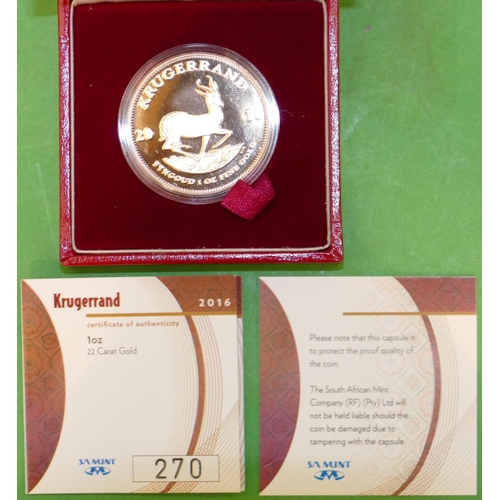 KRUGERRAND
20
FYNGOUD 1 OZ FINE GOLD
Krugerrand
2016
certificate of authenticity
1oz
22 Carat Gold
SA MINT
270
Please note that this capsule is
to protect the proof quality of
the coin.
The South African Mint
Company (RF) (Pty) Ltd will
not be held liable should the
coin be damaged due to
tampering with the capsule.
SA MINT